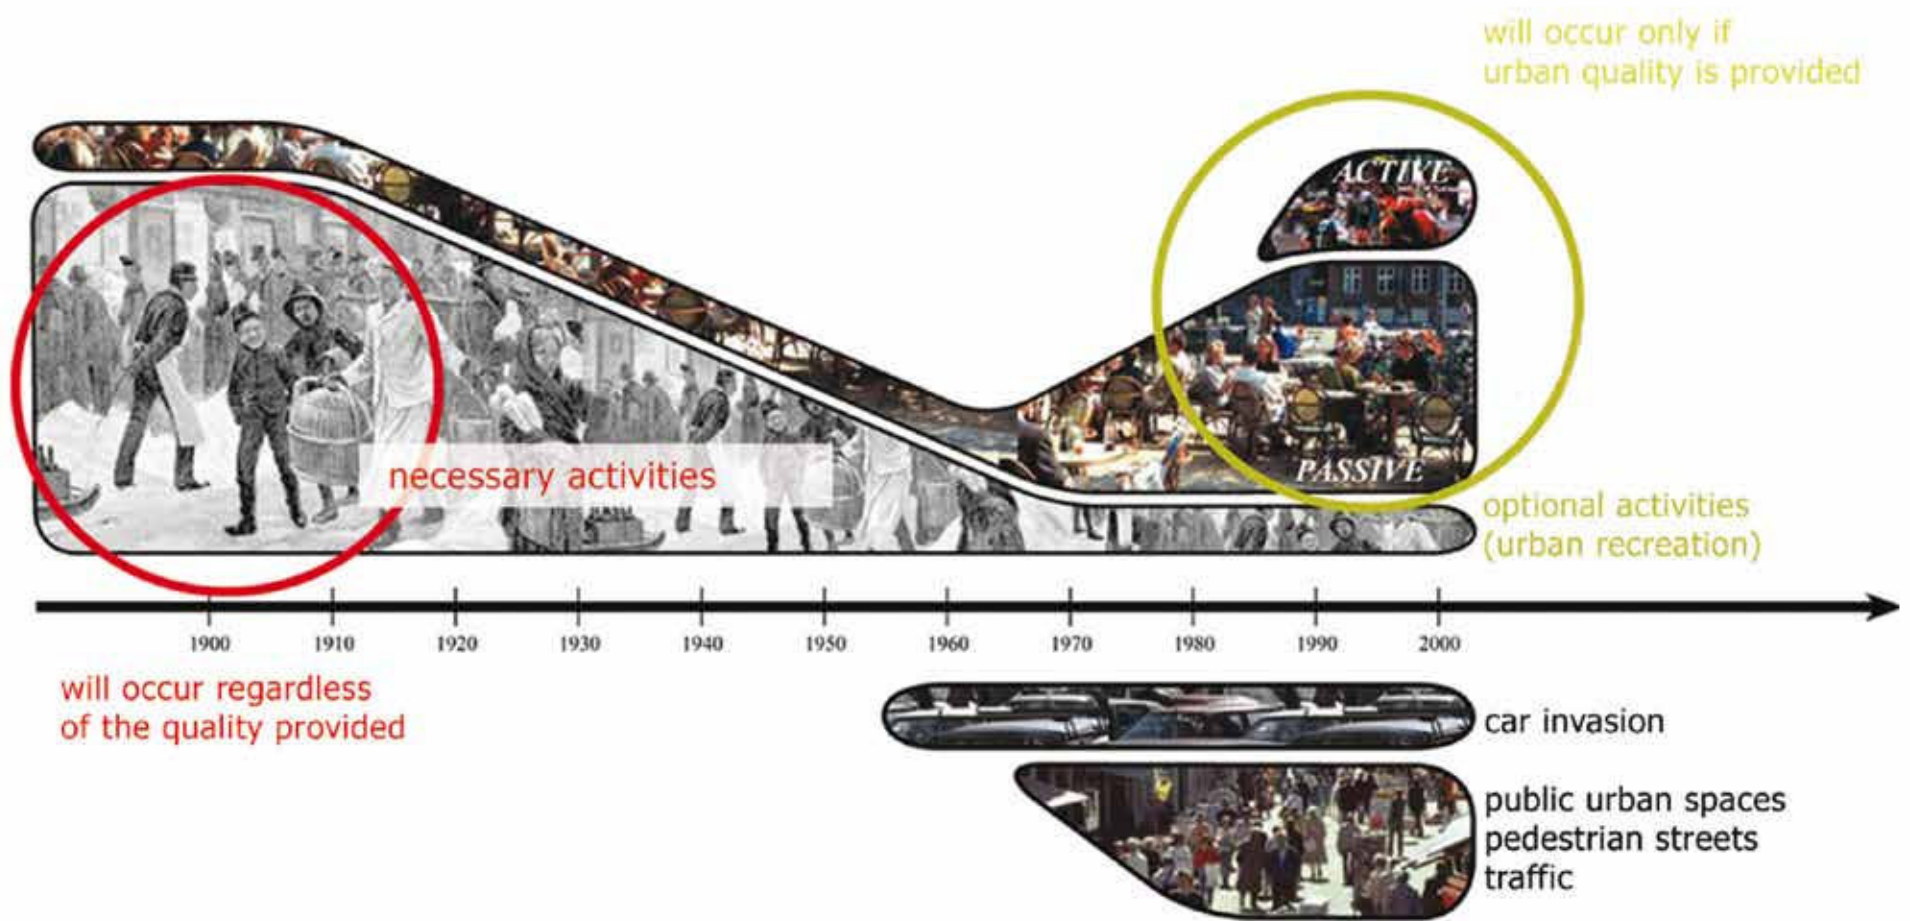 will occur only if
urban quality is provided
ACTIVE
necessary activities
PASSIVE
optional activities
(urban recreation)
1900 1910 1920 1930 1940 1950 1960 1970 1980 1990 2000
will occur regardless
of the quality provided
car invasion
public urban spaces
pedestrian streets
traffic